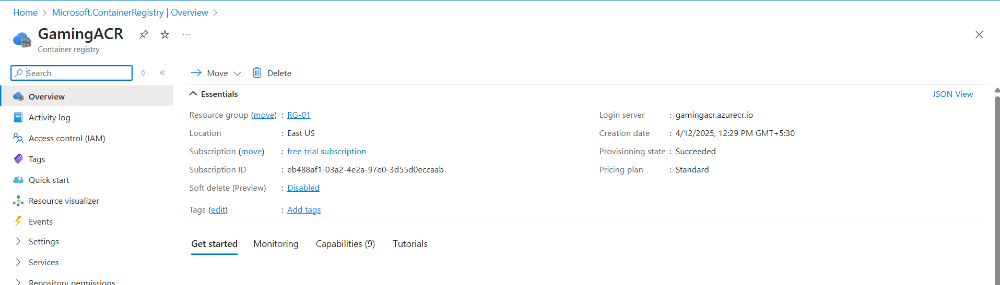 Home > Microsoft.ContainerRegistry | Overview >
GamingACR
Container registry
Search
Move
Delete
Overview
Activity log
Access control (IAM)
Tags
Quick start
Resource visualizer
Events
Settings
Services
Repository permissions
Essentials
JSON View
Resource group (move) : RG-01
Location : East US
Subscription (move) : free trial subscription
Subscription ID : eb488af1-03a2-4e2a-97e0-3d55d0eccaab
Soft delete (Preview) : Disabled
Tags (edit) : Add tags
Login server : gamingacr.azurecr.io
Creation date : 4/12/2025, 12:29 PM GMT+5:30
Provisioning state : Succeeded
Pricing plan : Standard
Get started
Monitoring
Capabilities (9)
Tutorials